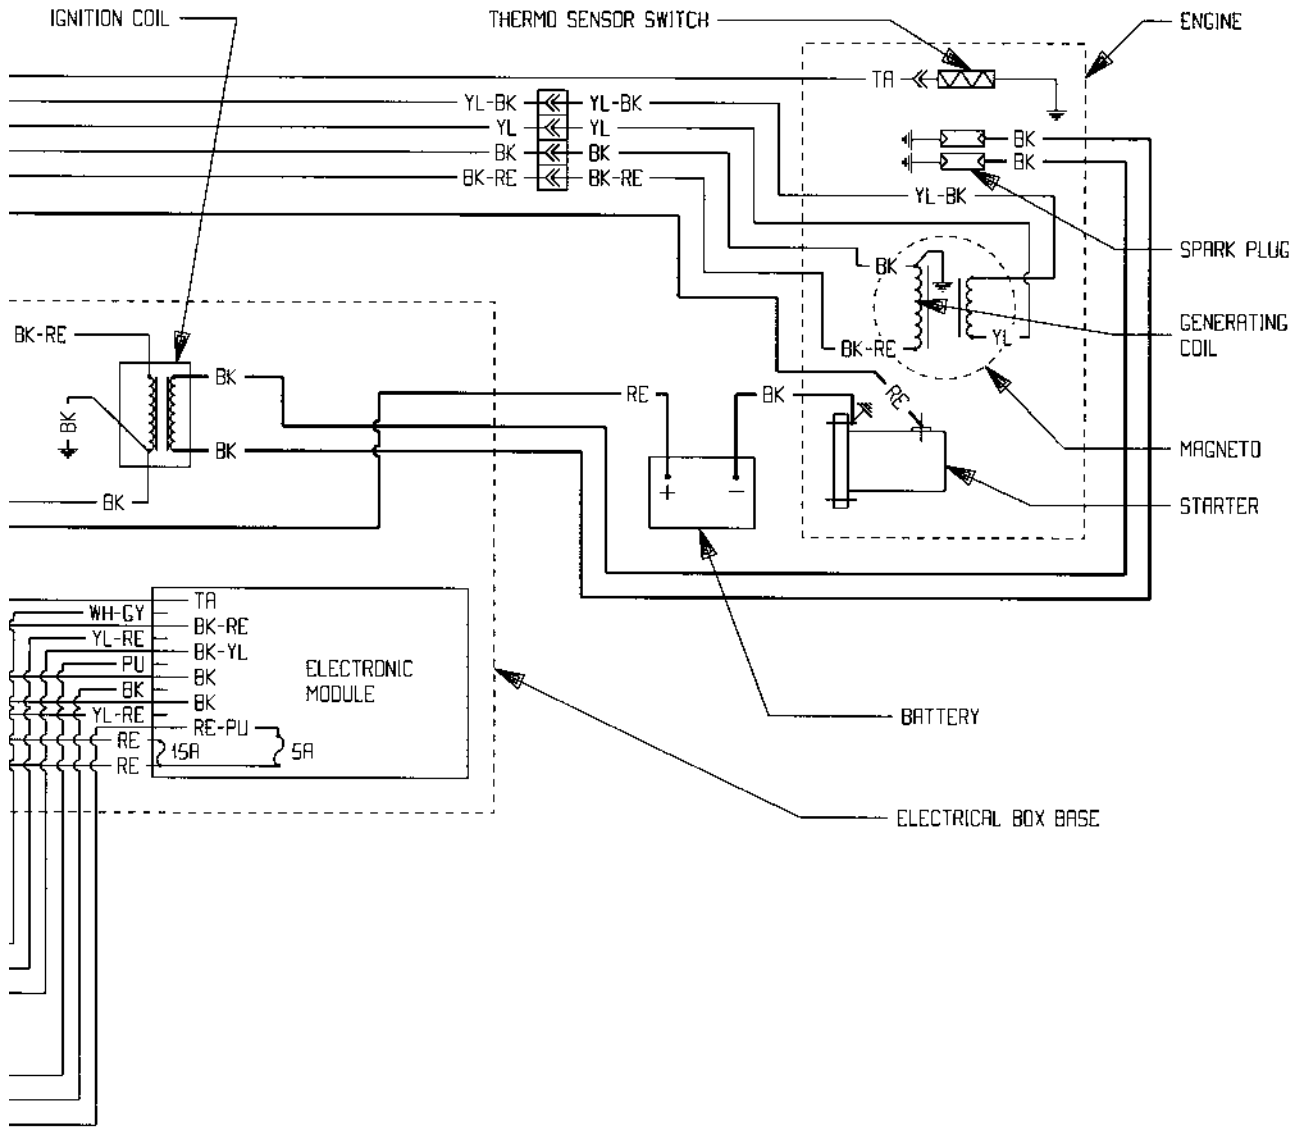 IGNITION COIL
THERMO SENSOR SWITCH
ENGINE
TA
YL-BK YL-BK
YL YL
BK BK
BK-RE BK-RE
BK
BK
YL-BK
SPARK PLUG
BK
GENERATING
COIL
BK-RE
YL
BK-RE
BK
BK
BK
BK
RE
BK
RE
+ -
MAGNETO
STARTER
TA
WH-GY
BK-RE
YL-RE
BK-YL
PU
BK
BK
BK
YL-RE
RE-PU
RE
15A
5A
RE
ELECTRONIC
MODULE
BATTERY
ELECTRICAL BOX BASE